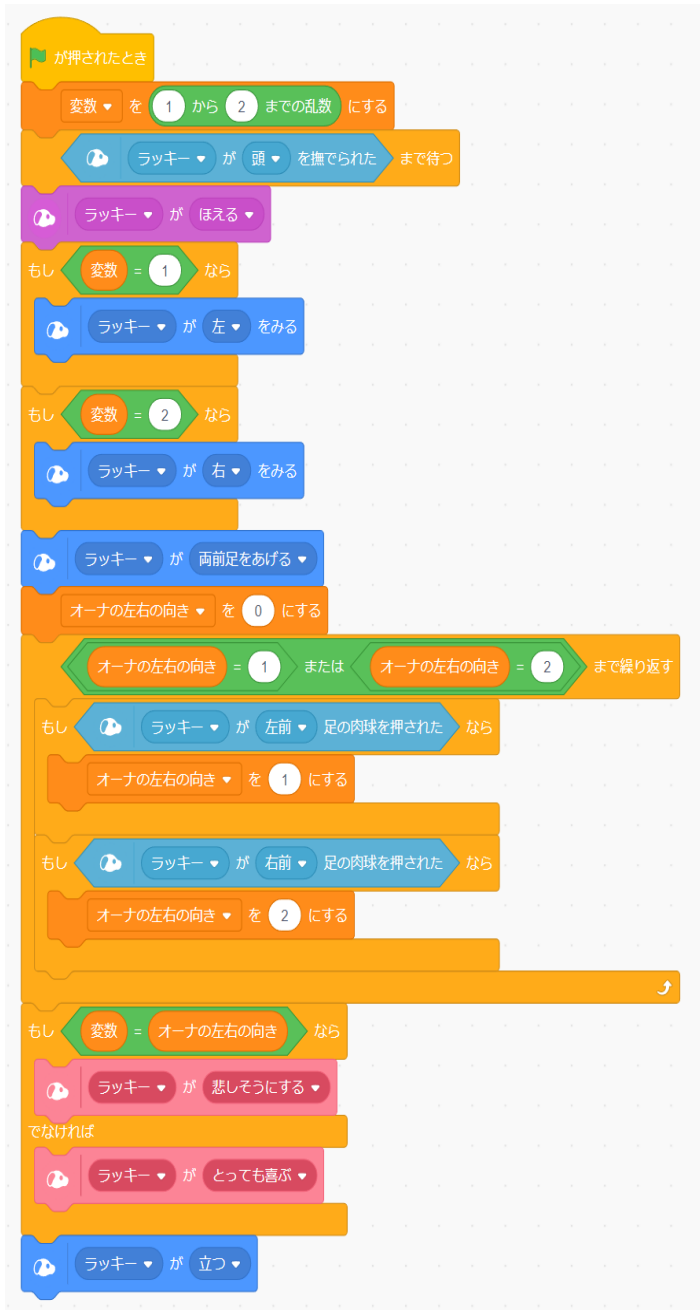 が押されたとき
変数 を 1 から 2 までの乱数 にする
ラッキー が 頭 を撫でられた まで待つ
ラッキー が ほえる
もし 変数 = 1 なら
ラッキー が 左 をみる
もし 変数 = 2 なら
ラッキー が 右 をみる
ラッキー が 両前足をあげる
オーナの左右の向き を 0 にする
オーナの左右の向き = 1 または オーナの左右の向き = 2 まで繰り返す
もし ラッキー が 左前 足の肉球を押された なら
オーナの左右の向き を 1 にする
もし ラッキー が 右前 足の肉球を押された なら
オーナの左右の向き を 2 にする
もし 変数 = オーナの左右の向き なら
ラッキー が 悲しそうにする
でなければ
ラッキー が とっても喜ぶ
ラッキー が 立つ